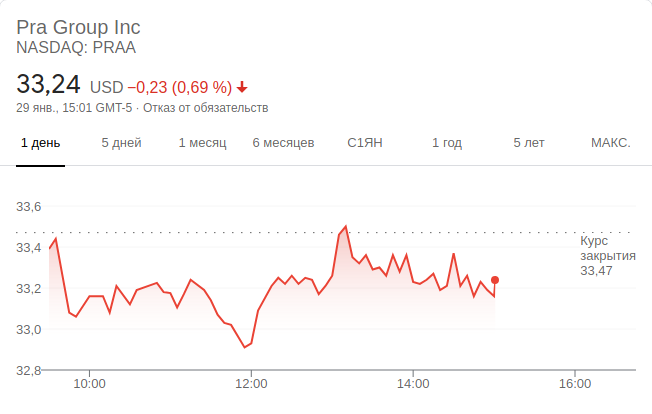 Pra Group Inc
NASDAQ: PRAA
33,24 USD −0,23 (0,69 %)
29 янв., 15:01 GMT-5 · Отказ от обязательств
1 день 5 дней 1 месяц 6 месяцев С1ЯН 1 год 5 лет МАКС.
33,6
33,4
33,2
33,0
32,8
Курс
закрытия
33,47
10:00 12:00 14:00 16:00